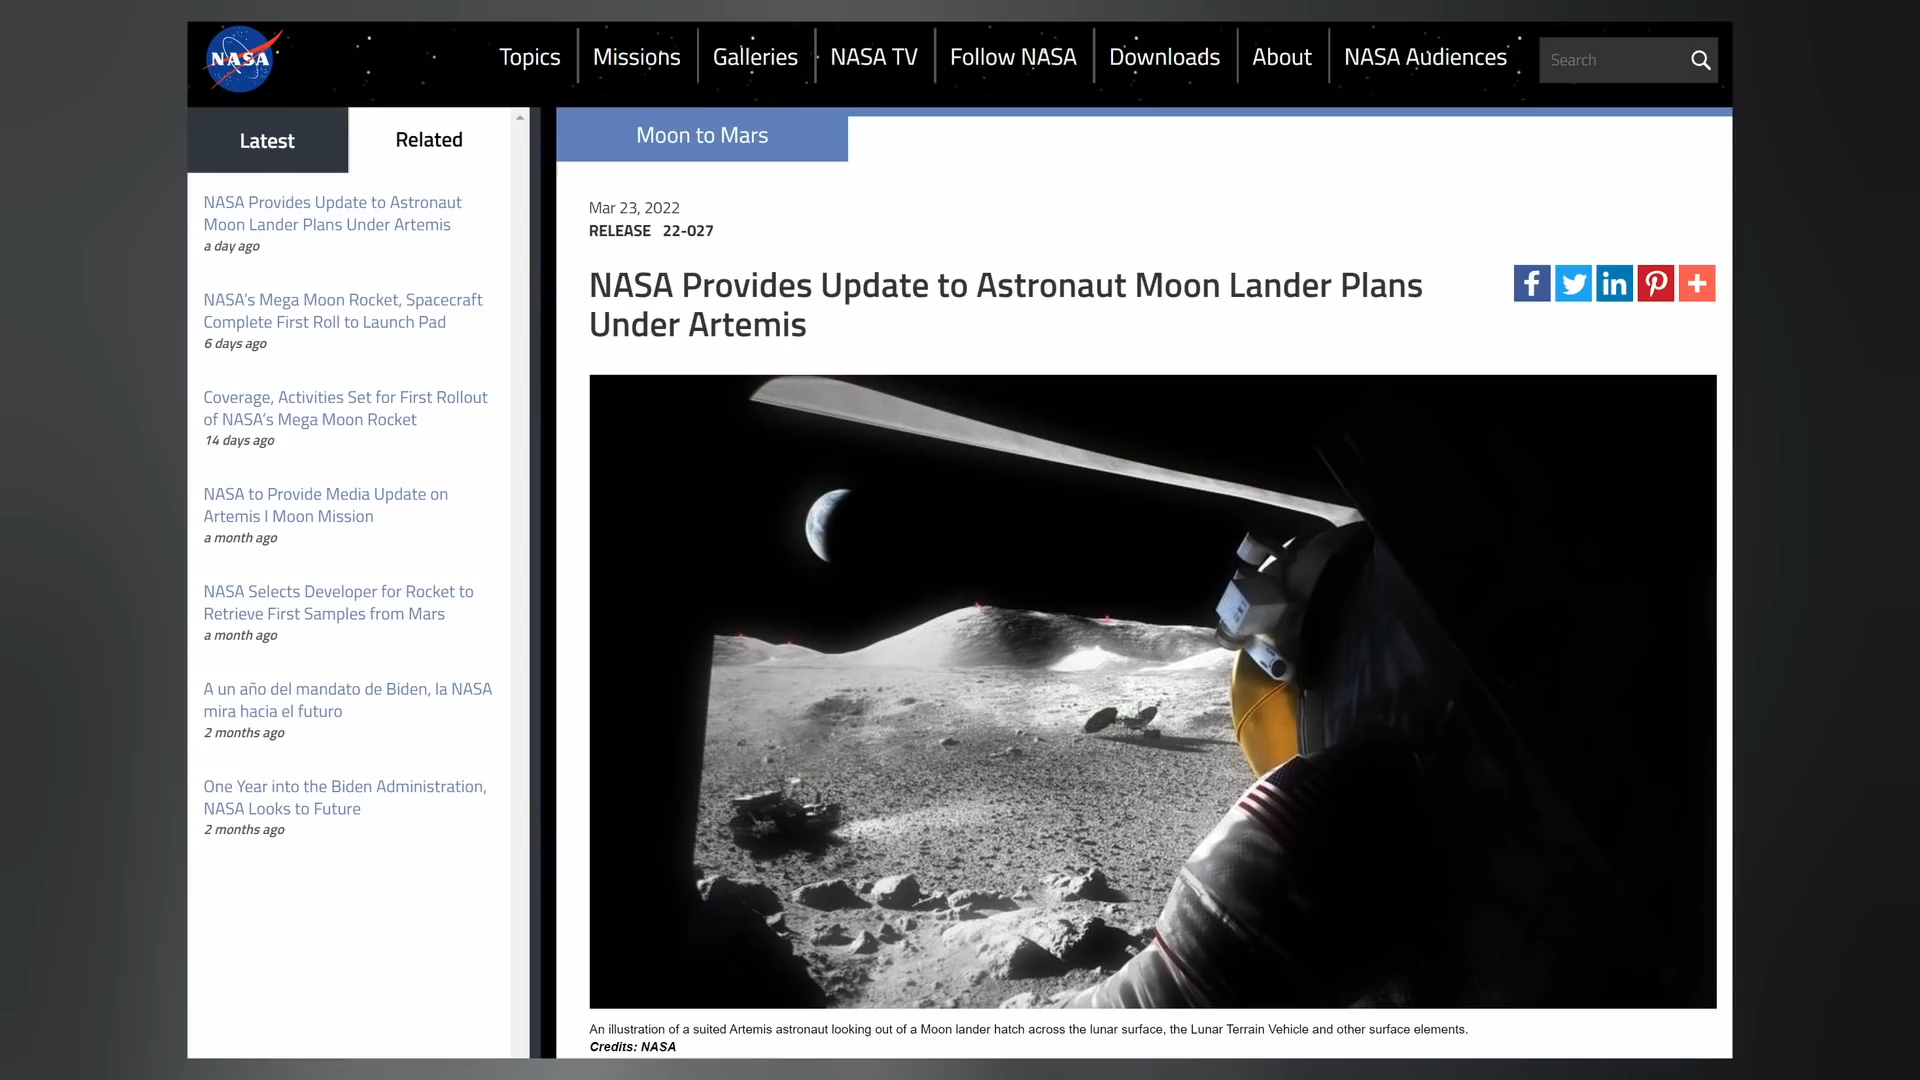 NASA
Topics
Missions
Galleries
NASA TV
Follow NASA
Downloads
About
NASA Audiences
Search
Latest
Related
NASA Provides Update to Astronaut
Moon Lander Plans Under Artemis
a day ago
NASA's Mega Moon Rocket, Spacecraft
Complete First Roll to Launch Pad
6 days ago
Coverage, Activities Set for First Rollout
of NASA's Mega Moon Rocket
14 days ago
NASA to Provide Media Update on
Artemis I Moon Mission
a month ago
NASA Selects Developer for Rocket to
Retrieve First Samples from Mars
a month ago
A un año del mandato de Biden, la NASA
mira hacia el futuro
2 months ago
One Year into the Biden Administration,
NASA Looks to Future
2 months ago
Moon to Mars
Mar 23, 2022
RELEASE 22-027
NASA Provides Update to Astronaut Moon Lander Plans
Under Artemis
An illustration of a suited Artemis astronaut looking out of a Moon lander hatch across the lunar surface, the Lunar Terrain Vehicle and other surface elements.
Credits: NASA